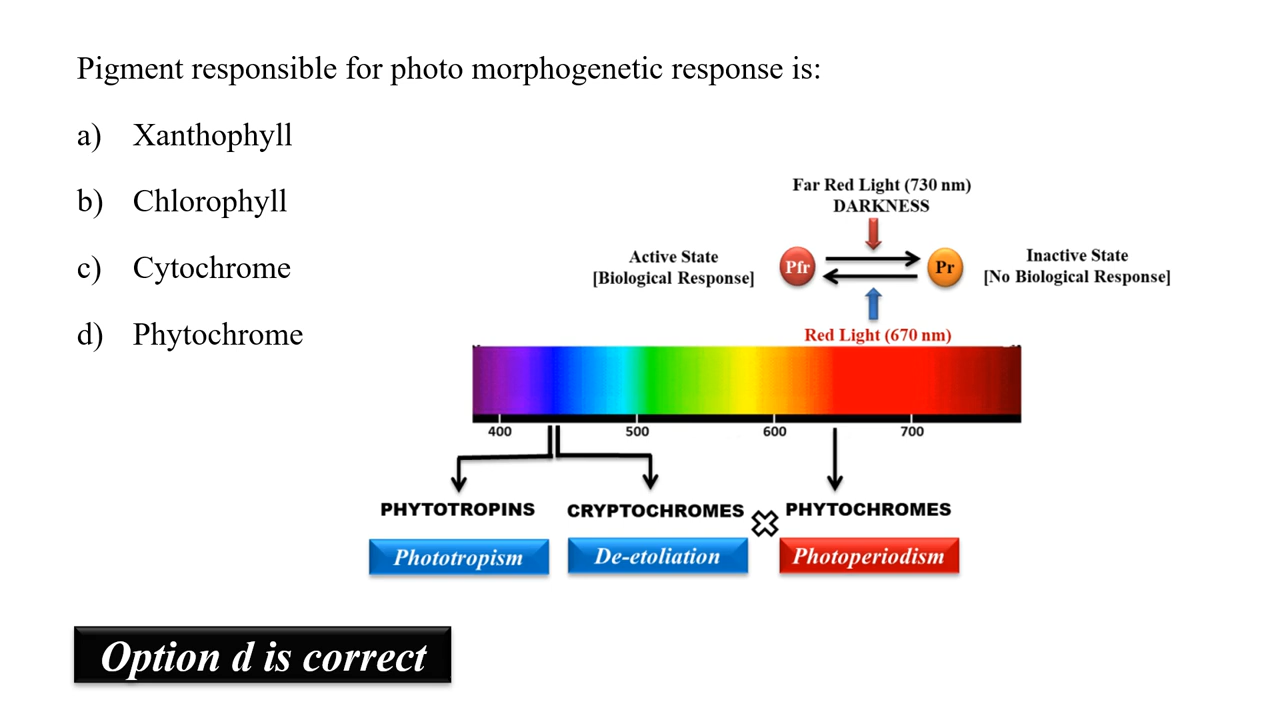 Pigment responsible for photo morphogenetic response is:
a) Xanthophyll
b) Chlorophyll
c) Cytochrome
d) Phytochrome
Far Red Light (730 nm)
DARKNESS
Active State
[Biological Response]
Pfr
Pr
Inactive State
[No Biological Response]
Red Light (670 nm)
400 500 600 700
PHYTOTROPINS CRYPTOCHROMES PHYTOCHROMES
Phototropism De-etoliation Photoperiodism
Option d is correct